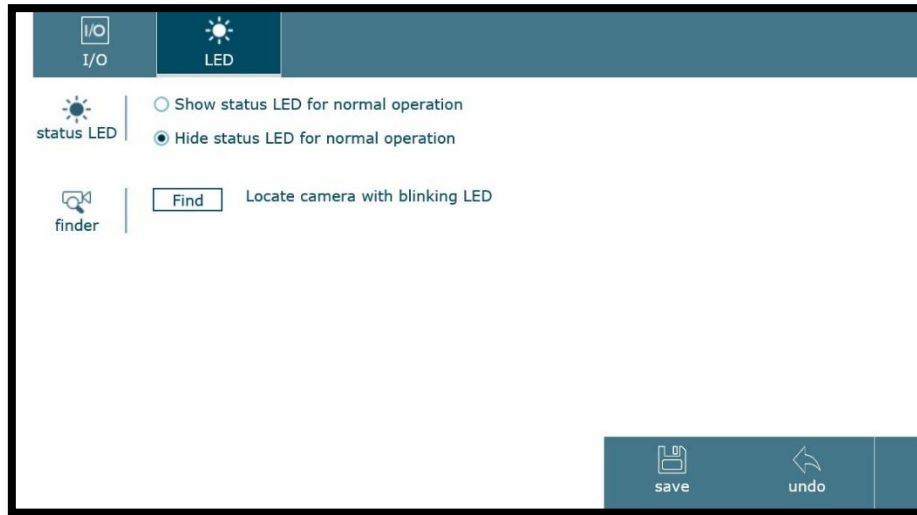 I/O
I/O
LED
status LED
Show status LED for normal operation
Hide status LED for normal operation
finder
Find
Locate camera with blinking LED
save
undo